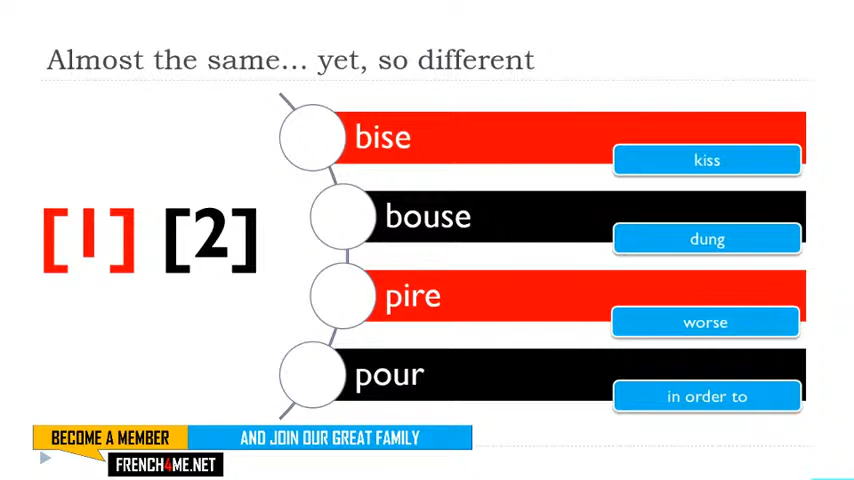 Almost the same... yet, so different
[1] [2]
bise
kiss
bouse
dung
pire
worse
pour
in order to
BECOME A MEMBER
AND JOIN OUR GREAT FAMILY
FRENCH4ME.NET